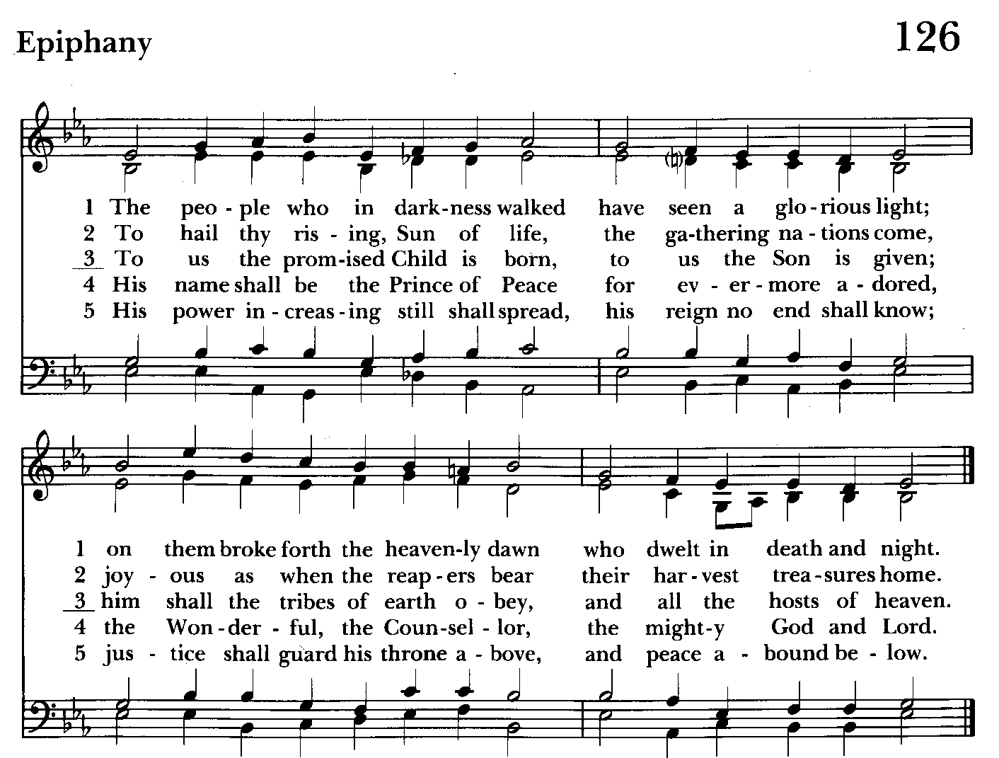 Epiphany 126
1 The peo - ple who in dark-ness walked have seen a glo-rious light;
2 To hail thy ris - ing, Sun of life, the ga-thering na - tions come,
3 To us the prom-ised Child is born, to us the Son is given;
4 His name shall be the Prince of Peace for ev - er - more a - dored,
5 His power in - creas - ing still shall spread, his reign no end shall know;
1 on them broke forth the heaven-ly dawn who dwelt in death and night.
2 joy - ous as when the reap - ers bear their har - vest trea - sures home.
3 him shall the tribes of earth o - bey, and all the hosts of heaven.
4 the Won - der - ful, the Coun - sel - lor, the might-y God and Lord.
5 jus - tice shall guard his throne a - bove, and peace a - bound be - low.